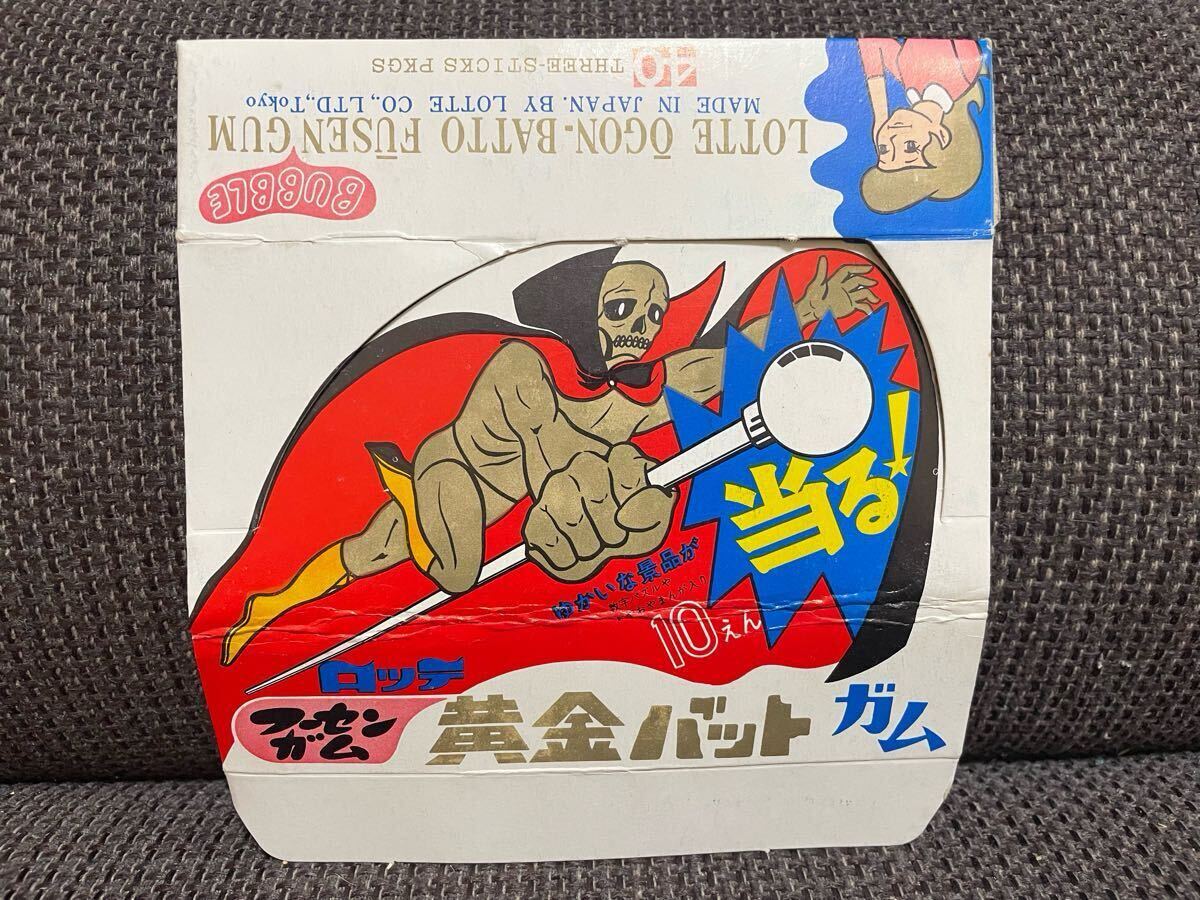 40 THREE-STICKS PKGS
MADE IN JAPAN. BY LOTTE CO., LTD., Tokyo
LOTTE ŌGON-BATTO FŪSEN GUM
BUBBLE
当る!
ゆかいな景品が
10えん
ロッテ
フーセンガム
黄金バット ガム